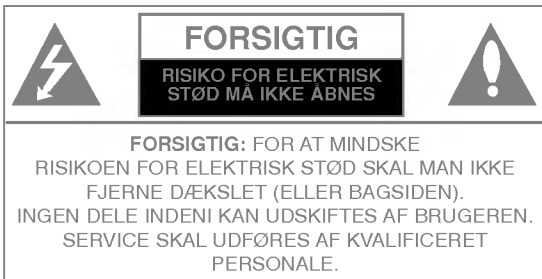 FORSIGTIG
RISIKO FOR ELEKTRISK
STØD MÅ IKKE ÅBNES
FORSIGTIG: FOR AT MINDSKE
RISIKOEN FOR ELEKTRISK STØD SKAL MAN IKKE
FJERNE DÆKSLET (ELLER BAGSIDEN).
INGEN DELE INDENI KAN UDSKIFTES AF BRUGEREN.
SERVICE SKAL UDFØRES AF KVALIFICERET
PERSONALE.